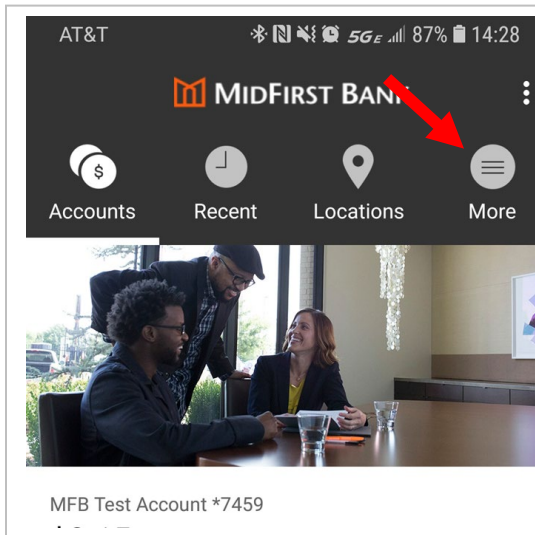 AT&T 5GE 87% 14:28
MIDFIRST BANK
Accounts Recent Locations More
MFB Test Account *7459